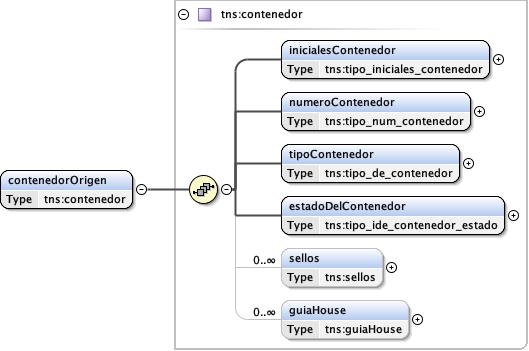 tns:contenedor
inicialesContenedor
Type tns:tipo_iniciales_contenedor
numeroContenedor
Type tns:tipo_num_contenedor
tipoContenedor
Type tns:tipo_de_contenedor
contenedorOrigen
Type tns:contenedor
estadoDelContenedor
Type tns:tipo_ide_contenedor_estado
0..∞
sellos
Type tns:sellos
0..∞
guiaHouse
Type tns:guiaHouse